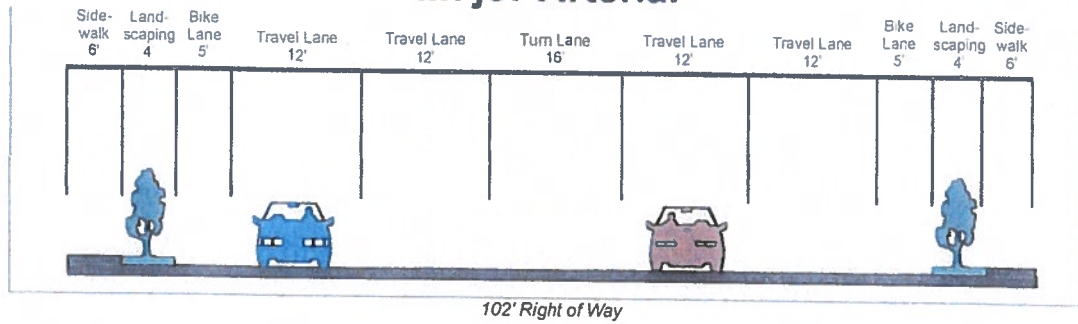 Side-
walk
6'
Land-
scaping
4
Bike
Lane
5'
Travel Lane
12'
Travel Lane
12'
Turn Lane
16'
Travel Lane
12'
Travel Lane
12'
Bike
Lane
5'
Land-
scaping
4'
Side-
walk
6'
102' Right of Way